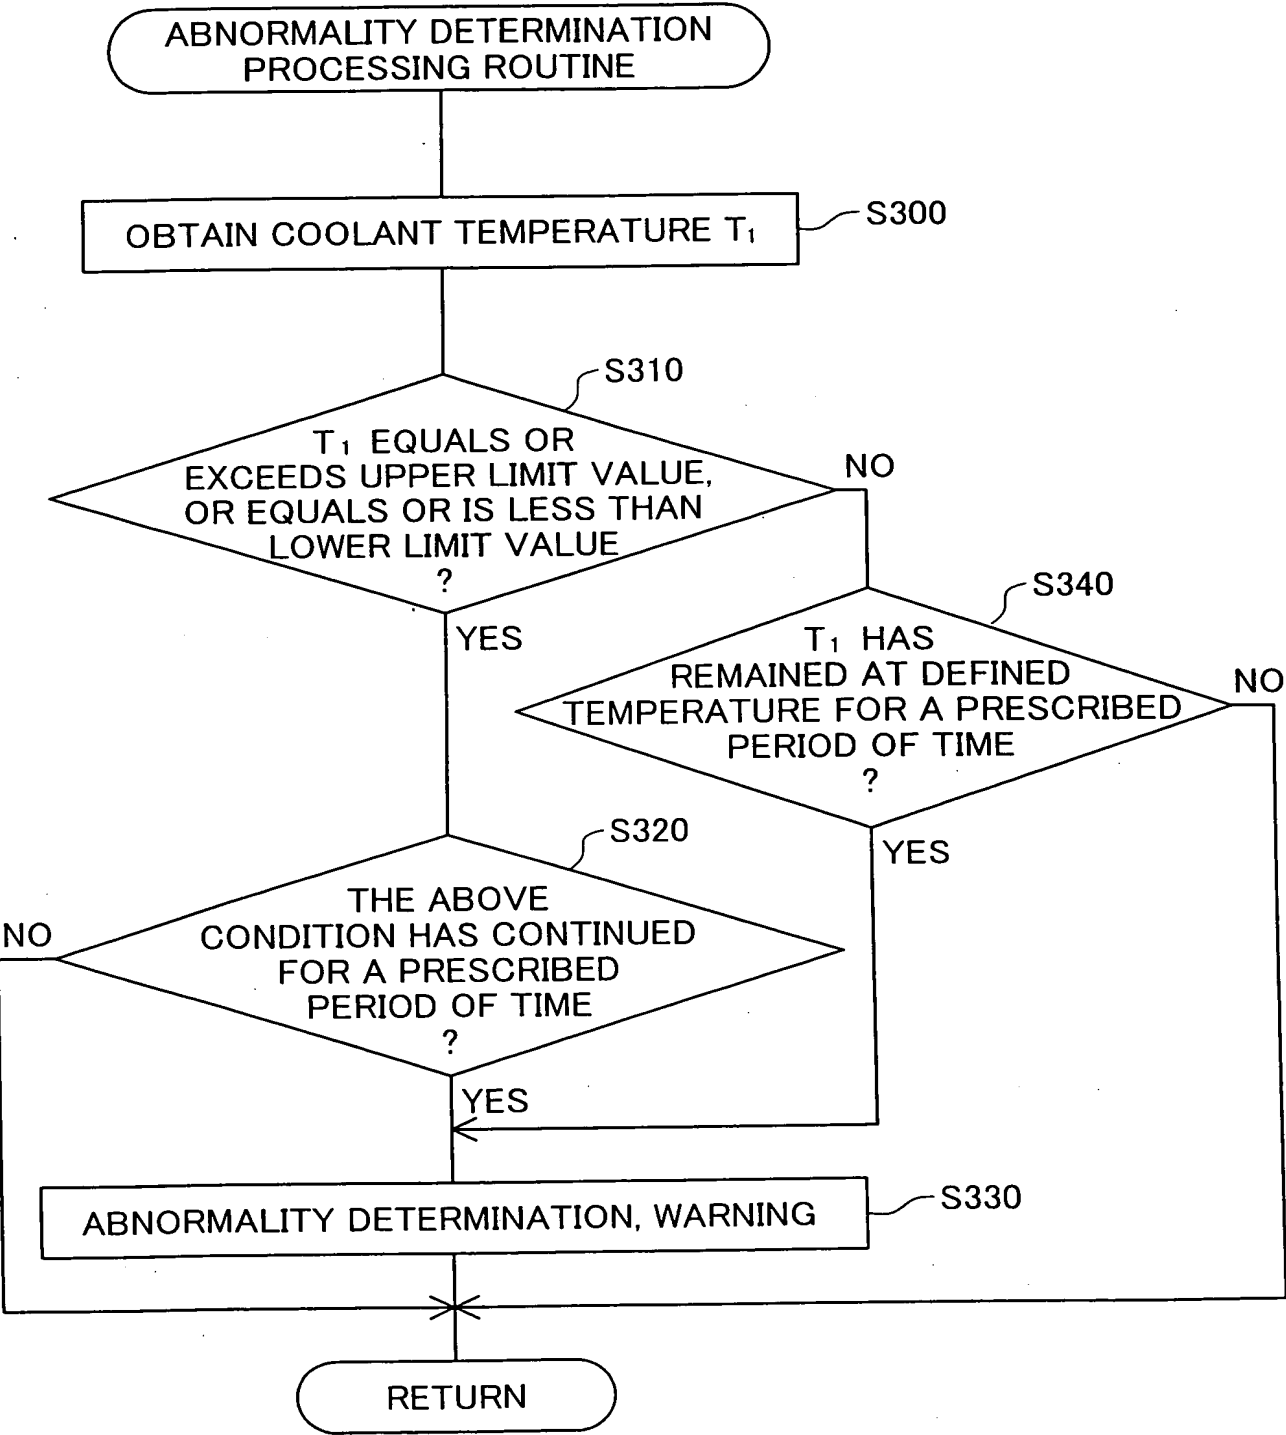 ABNORMALITY DETERMINATION
PROCESSING ROUTINE
OBTAIN COOLANT TEMPERATURE T₁
S300
S310
T₁ EQUALS OR
EXCEEDS UPPER LIMIT VALUE,
OR EQUALS OR IS LESS THAN
LOWER LIMIT VALUE
?
NO
YES
S340
T₁ HAS
REMAINED AT DEFINED
TEMPERATURE FOR A PRESCRIBED
PERIOD OF TIME
?
NO
YES
S320
THE ABOVE
CONDITION HAS CONTINUED
FOR A PRESCRIBED
PERIOD OF TIME
?
NO
YES
ABNORMALITY DETERMINATION, WARNING
S330
RETURN